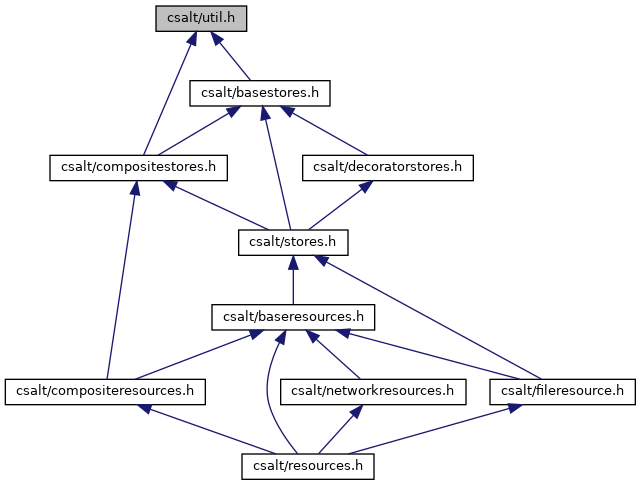 csalt/util.h
csalt/basestores.h
csalt/compositestores.h
csalt/decoratorstores.h
csalt/stores.h
csalt/baseresources.h
csalt/compositeresources.h
csalt/networkresources.h
csalt/fileresource.h
csalt/resources.h